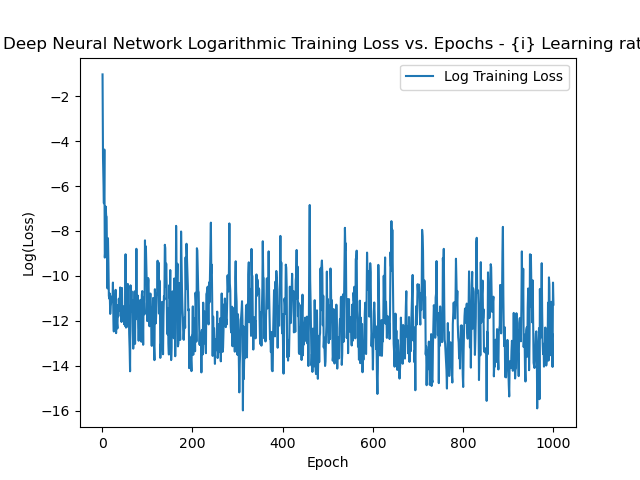 Deep Neural Network Logarithmic Training Loss vs. Epochs - {i} Learning rat
Log Training Loss
−2
−4
−6
−8
−10
−12
−14
−16
Log(Loss)
0 200 400 600 800 1000
Epoch